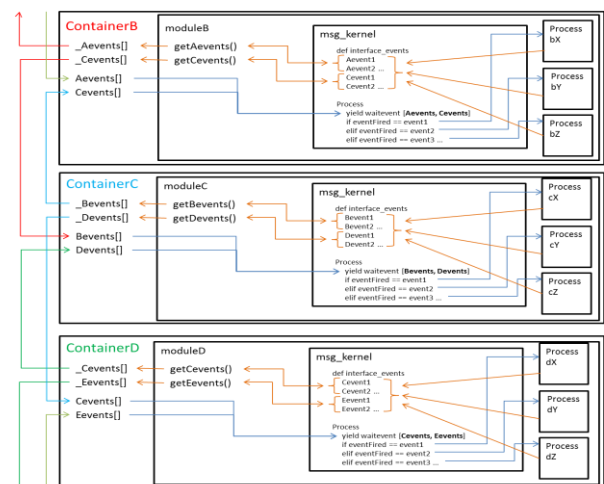 ContainerB
moduleB
msg_kernel
Process
bX
_Aevents[]
getAevents()
def interface_events
_Cevents[]
getCevents()
Aevent1
Aevent2 ...
Cevent1
Cevent2 ...
Aevents[]
Cevents[]
Process
bY
Process
yield waitevent [Aevents, Cevents]
if eventFired == event1
elif eventFired == event2
elif eventFired == event3 ...
Process
bZ
ContainerC
moduleC
msg_kernel
Process
cX
_Bevents[]
getBevents()
def interface_events
_Devents[]
getDevents()
Bevent1
Bevent2 ...
Devent1
Devent2 ...
Bevents[]
Devents[]
Process
cY
Process
yield waitevent [Bevents, Devents]
if eventFired == event1
elif eventFired == event2
elif eventFired == event3 ...
Process
cZ
ContainerD
moduleD
msg_kernel
Process
dX
_Cevents[]
getCevents()
def interface_events
_Eevents[]
getEevents()
Cevent1
Cevent2 ...
Eevent1
Eevent2 ...
Cevents[]
Eevents[]
Process
dY
Process
yield waitevent [Cevents, Eevents]
if eventFired == event1
elif eventFired == event2
elif eventFired == event3 ...
Process
dZ